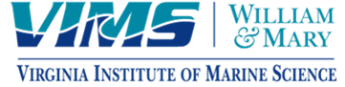 VIMS | WILLIAM
& MARY
VIRGINIA INSTITUTE OF MARINE SCIENCE